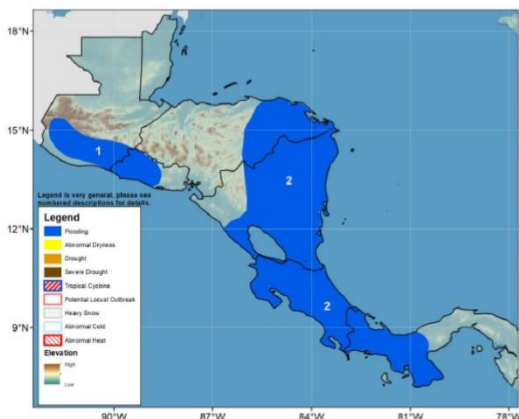 18°N
15°N
1
2
Legend is very general, please see
numbered descriptions for details.
Legend
Flooding
Abnormal Dryness
Drought
Severe Drought
Tropical Cyclone
Potential Locust Outbreak
Heavy Snow
Abnormal Cold
Abnormal Heat
Elevation
High
Low
12°N
2
9°N
90°W
87°W
84°W
81°W
78°W